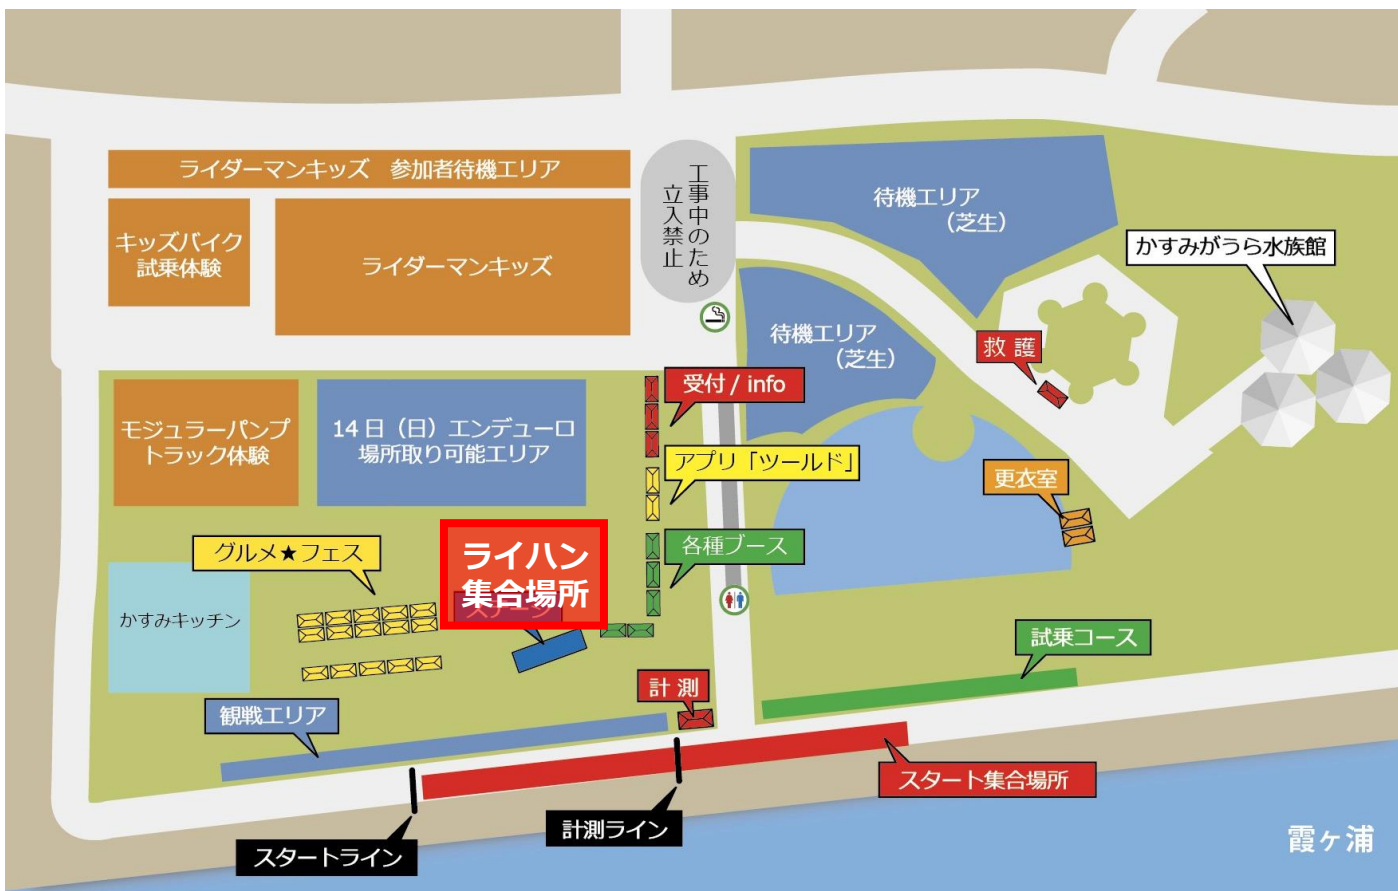 ライダーマンキッズ 参加者待機エリア
キッズバイク
試乗体験
ライダーマンキッズ
工事中のため
立入禁止
待機エリア
（芝生）
かすみがうら水族館
待機エリア
（芝生）
救 護
受付 / info
モジュラーパンプ
トラック体験
14 日（日）エンデューロ
場所取り可能エリア
アプリ「ツールド」
更衣室
グルメ★フェス
ライハン
集合場所
各種ブース
ステージ
かすみキッチン
試乗コース
計 測
観戦エリア
スタート集合場所
計測ライン
スタートライン
霞ヶ浦